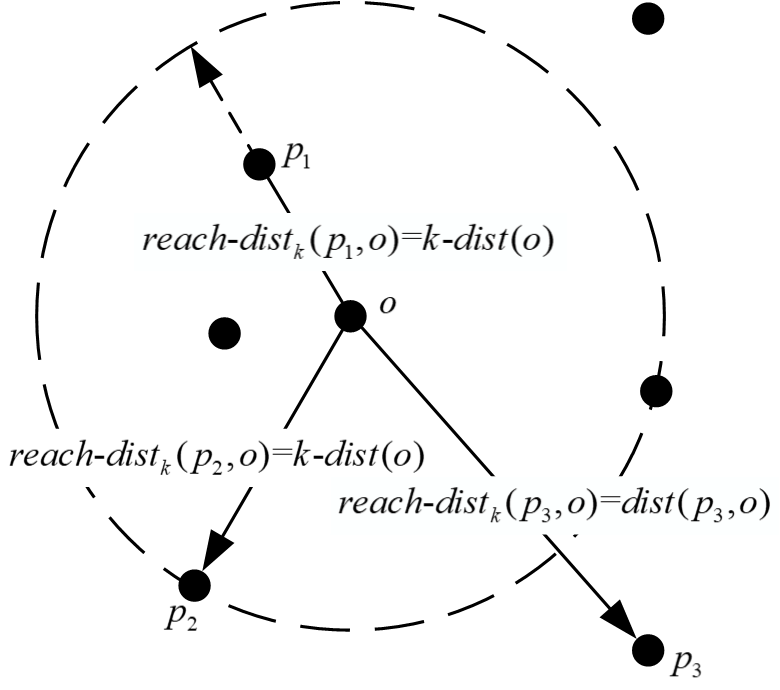 p₁
reach-distₖ(p₁,o)=k-dist(o)
o
reach-distₖ(p₂,o)=k-dist(o)
reach-distₖ(p₃,o)=dist(p₃,o)
p₂
p₃